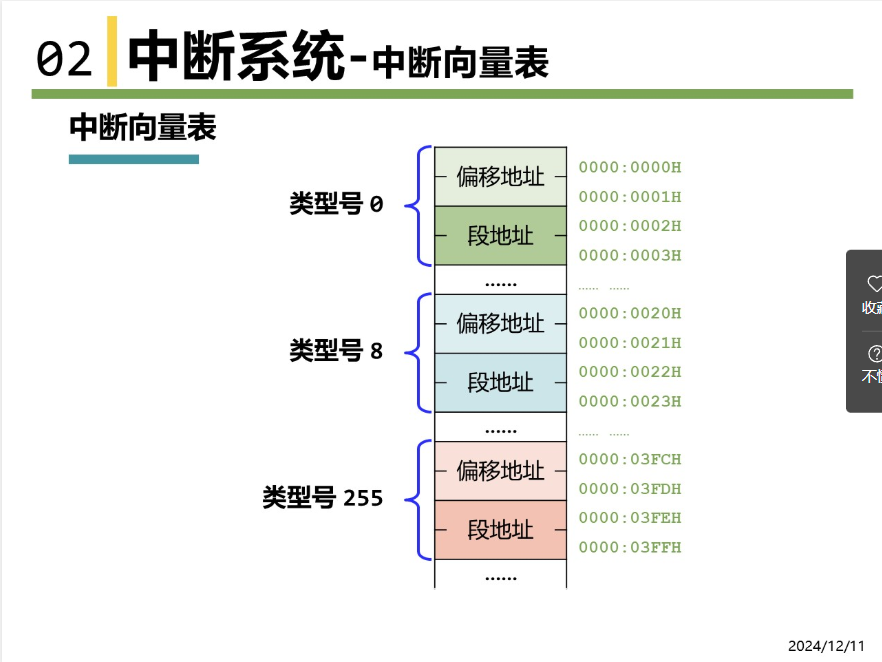 02 中断系统-中断向量表
中断向量表
类型号 0
偏移地址
段地址
0000:0000H
0000:0001H
0000:0002H
0000:0003H
...... ...... ......
类型号 8
偏移地址
段地址
0000:0020H
0000:0021H
0000:0022H
0000:0023H
...... ...... ......
类型号 255
偏移地址
段地址
0000:03FCH
0000:03FDH
0000:03FEH
0000:03FFH
......
收藏
不懂
2024/12/11